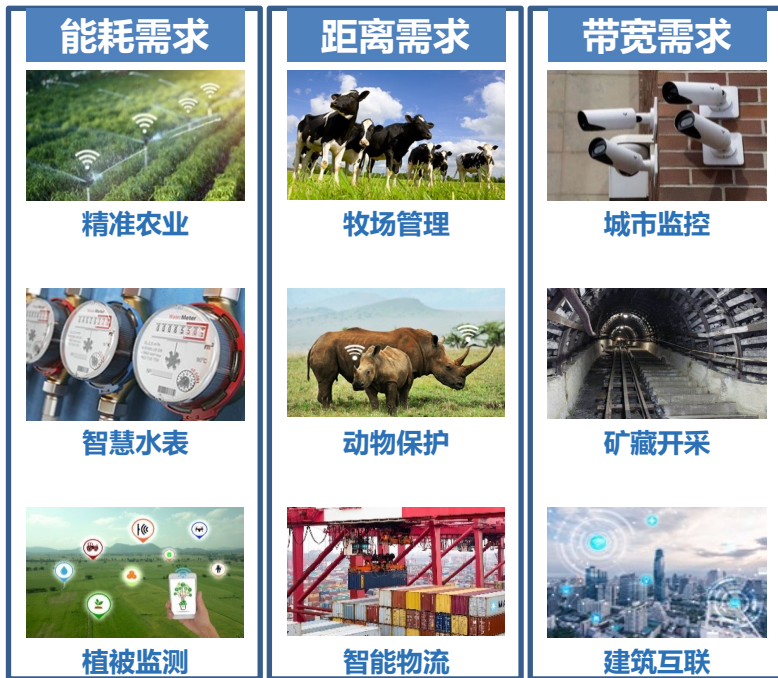 能耗需求
精准农业
智慧水表
植被监测
距离需求
牧场管理
动物保护
智能物流
带宽需求
城市监控
矿藏开采
建筑互联